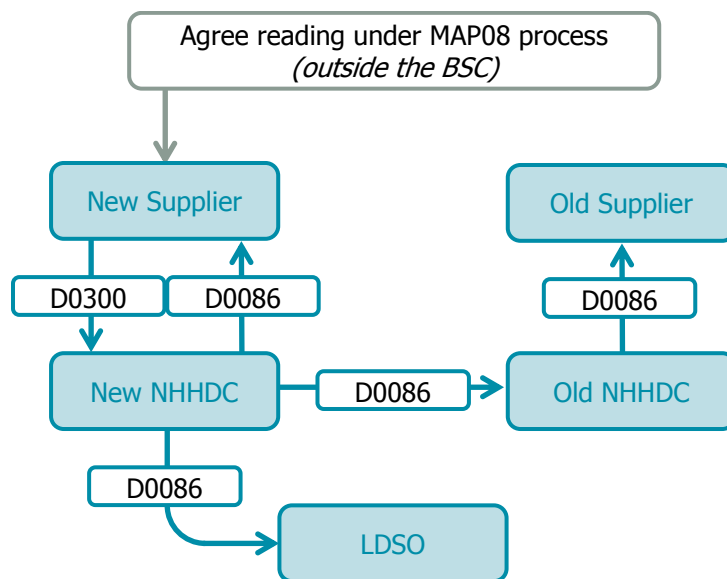 Agree reading under MAP08 process
(outside the BSC)
New Supplier
Old Supplier
D0300
D0086
D0086
New NHHDC
D0086
Old NHHDC
D0086
LDSO